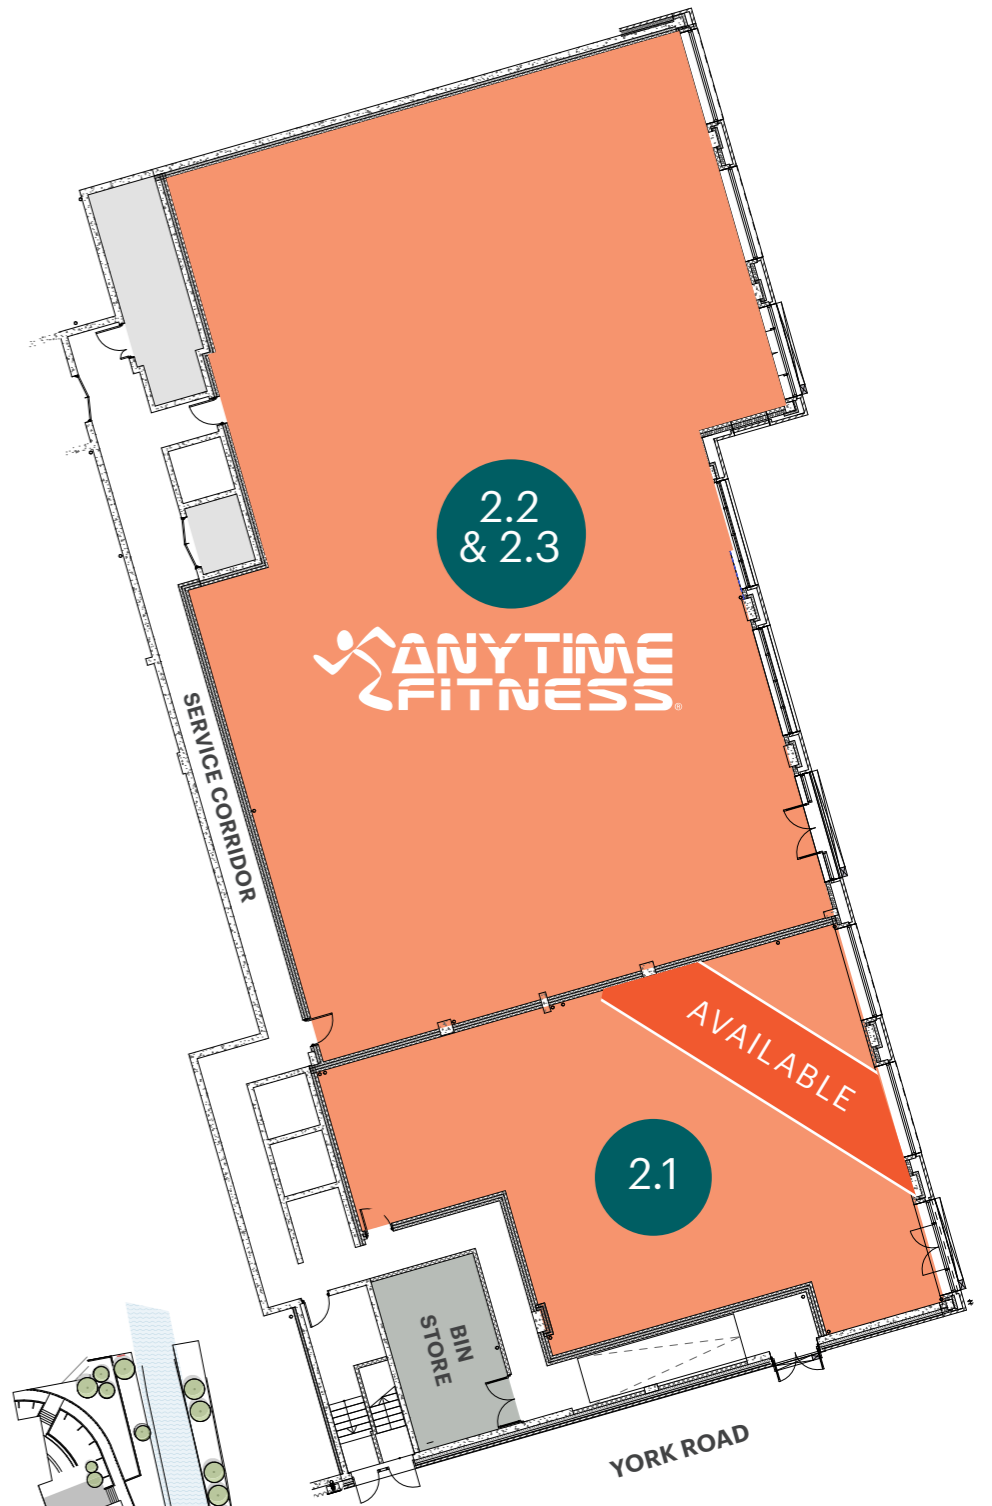 2.2
& 2.3
ANYTIME
FITNESS®
SERVICE CORRIDOR
AVAILABLE
2.1
BIN
STORE
YORK ROAD